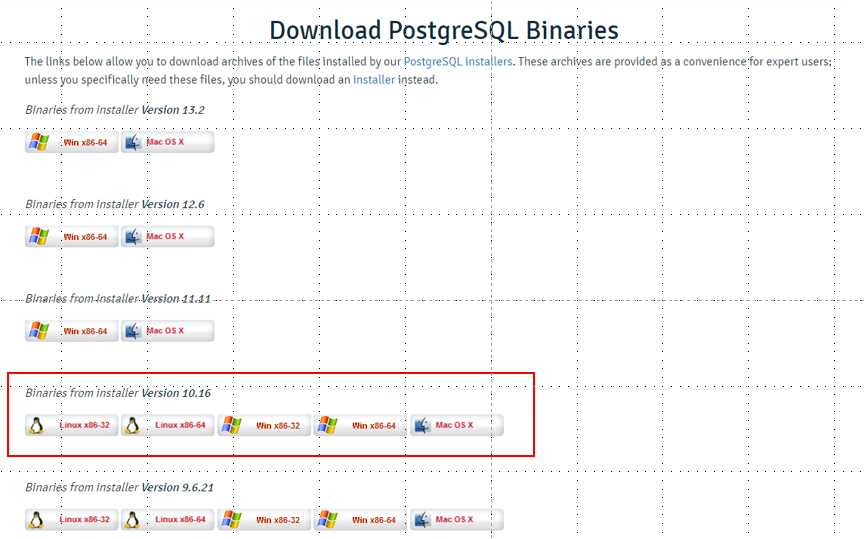 Download PostgreSQL Binaries
The links below allow you to download archives of the files installed by our PostgreSQL installers. These archives are provided as a convenience for expert users;
unless you specifically need these files, you should download an installer instead.
Binaries from installer Version 13.2
Win x86-64 Mac OS X
Binaries from installer Version 12.6
Win x86-64 Mac OS X
Binaries from installer Version 11.11
Win x86-64 Mac OS X
Binaries from installer Version 10.16
Linux x86-32 Linux x86-64 Win x86-32 Win x86-64 Mac OS X
Binaries from installer Version 9.6.21
Linux x86-32 Linux x86-64 Win x86-32 Win x86-64 Mac OS X